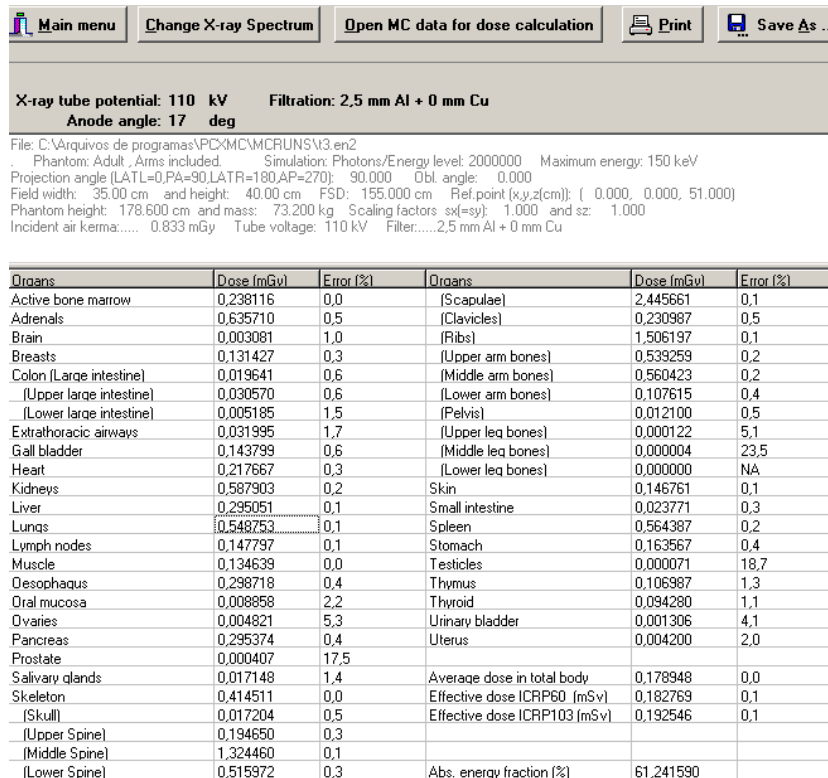 Main menu Change X-ray Spectrum Open MC data for dose calculation Print Save As ..
X-ray tube potential: 110 kV Filtration: 2,5 mm Al + 0 mm Cu
Anode angle: 17 deg
File: C:\Arquivos de programas\PCXMC\MCRUNS\t3.en2
. Phantom: Adult , Arms included. Simulation: Photons/Energy level: 2000000 Maximum energy: 150 keV
Projection angle (LATL=0,PA=90,LATR=180,AP=270): 90.000 Obl. angle: 0.000
Field width: 35.00 cm and height: 40.00 cm FSD: 155.000 cm Ref.point (x,y,z(cm)): ( 0.000, 0.000, 51.000)
Phantom height: 178.600 cm and mass: 73.200 kg Scaling factors sx(=sy): 1.000 and sz: 1.000
Incident air kerma:..... 0.833 mGy Tube voltage: 110 kV Filter:.....2,5 mm Al + 0 mm Cu
Organs Dose (mGy) Error (%) Organs Dose (mGy) Error (%)
Active bone marrow 0,238116 0,0 (Scapulae) 2,445661 0,1
Adrenals 0,635710 0,5 (Clavicles) 0,230987 0,5
Brain 0,003081 1,0 (Ribs) 1,506197 0,1
Breasts 0,131427 0,3 (Upper arm bones) 0,539259 0,2
Colon (Large intestine) 0,019641 0,6 (Middle arm bones) 0,560423 0,2
(Upper large intestine) 0,030570 0,6 (Lower arm bones) 0,107615 0,4
(Lower large intestine) 0,005185 1,5 (Pelvis) 0,012100 0,5
Extrathoracic airways 0,031995 1,7 (Upper leg bones) 0,000122 5,1
Gall bladder 0,143799 0,6 (Middle leg bones) 0,000004 23,5
Heart 0,217667 0,3 (Lower leg bones) 0,000000 NA
Kidneys 0,587903 0,2 Skin 0,146761 0,1
Liver 0,295051 0,1 Small intestine 0,023771 0,3
Lungs 0,548753 0,1 Spleen 0,564387 0,2
Lymph nodes 0,147797 0,1 Stomach 0,163567 0,4
Muscle 0,134639 0,0 Testicles 0,000071 18,7
Oesophagus 0,298718 0,4 Thymus 0,106987 1,3
Oral mucosa 0,008858 2,2 Thyroid 0,094280 1,1
Ovaries 0,004821 5,3 Urinary bladder 0,001306 4,1
Pancreas 0,295374 0,4 Uterus 0,004200 2,0
Prostate 0,000407 17,5
Salivary glands 0,017148 1,4 Average dose in total body 0,178948 0,0
Skeleton 0,414511 0,0 Effective dose ICRP60 (mSv) 0,182769 0,1
(Skull) 0,017204 0,5 Effective dose ICRP103 (mSv) 0,192546 0,1
(Upper Spine) 0,194650 0,3
(Middle Spine) 1,324460 0,1
(Lower Spine) 0,515972 0,3 Abs. energy fraction (%) 61,241590